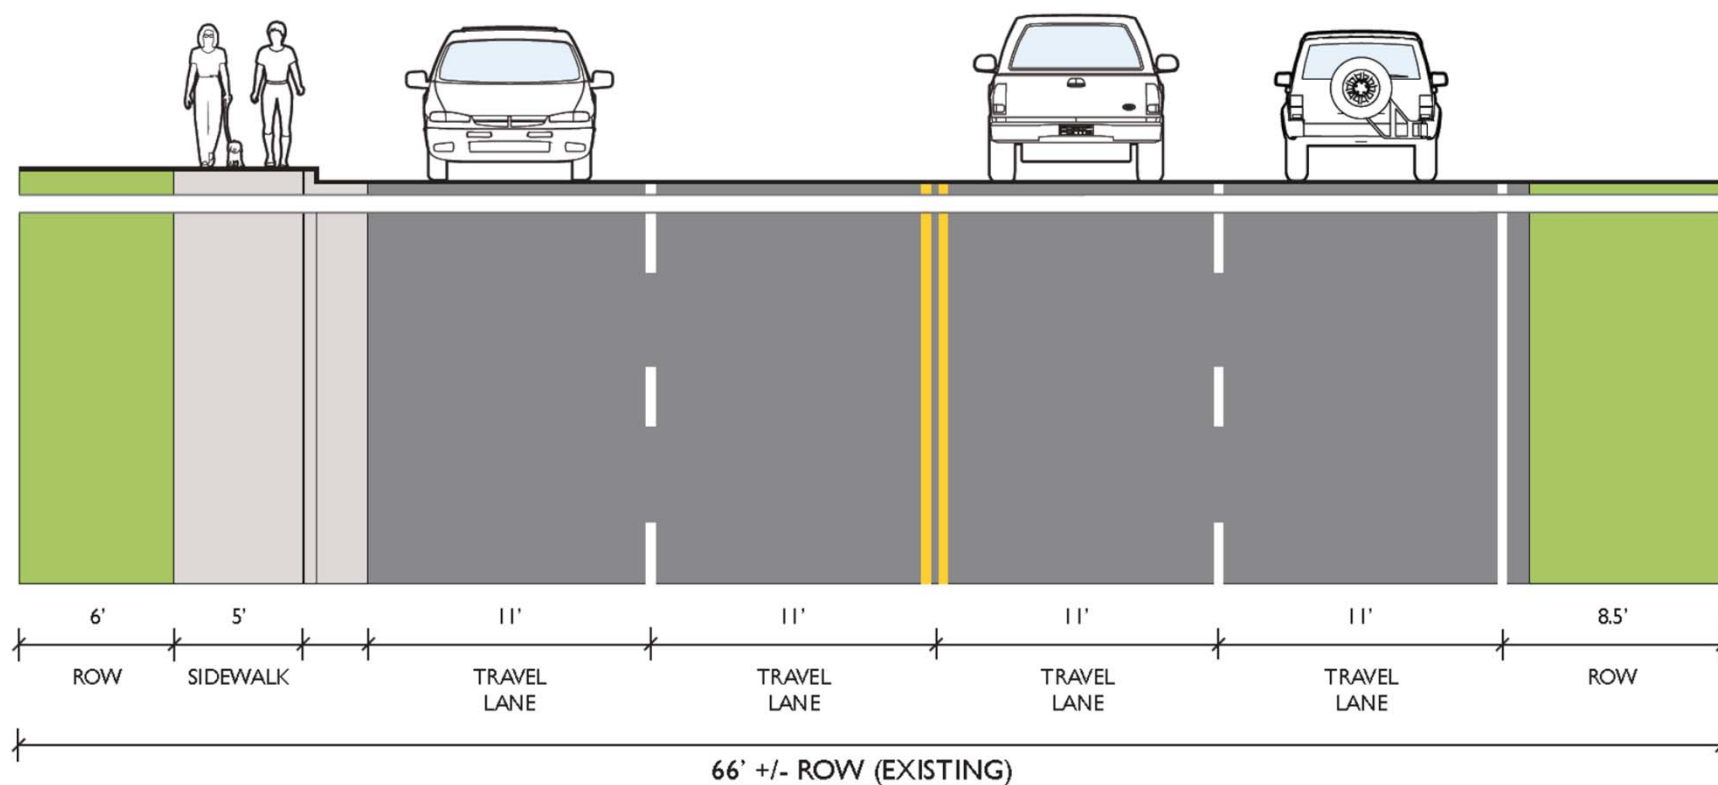 6' 5' 11' 11' 11' 11' 8.5'
ROW SIDEWALK TRAVEL LANE TRAVEL LANE TRAVEL LANE TRAVEL LANE ROW
66' +/- ROW (EXISTING)